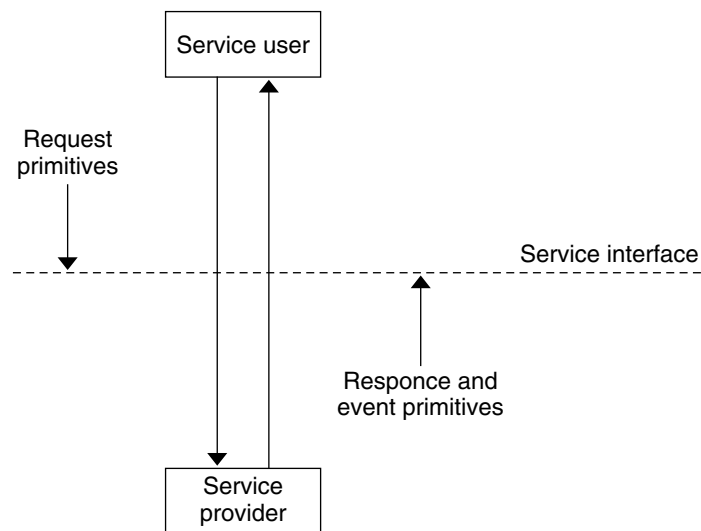 Service user
Request
primitives
Service interface
Responce and
event primitives
Service
provider